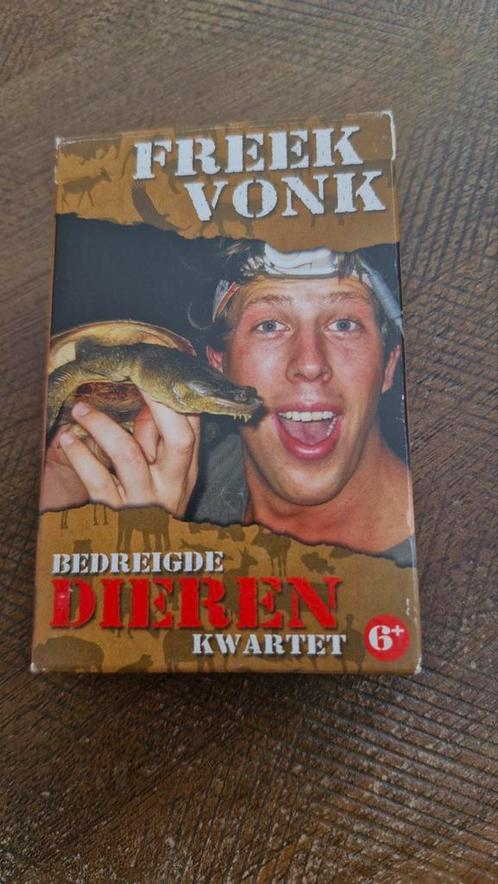 FREEK
VONK
BEDREIGDE
DIEREN
KWARTET
6+